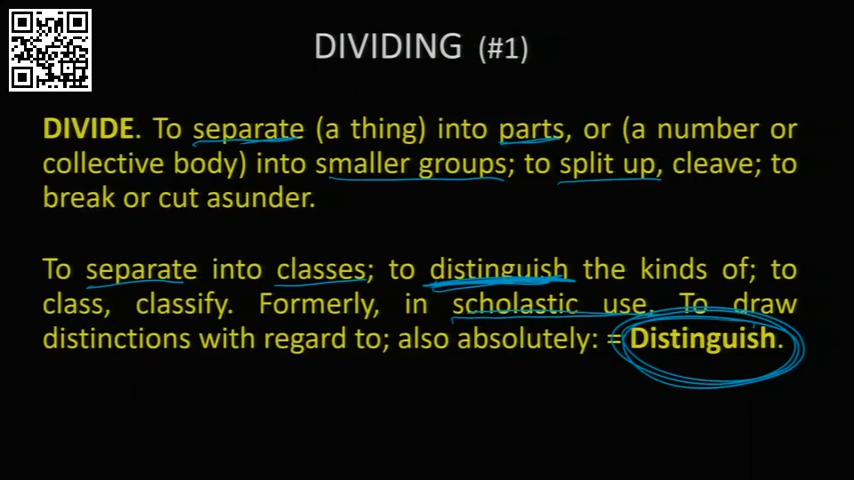 DIVIDING (#1)
DIVIDE. To separate (a thing) into parts, or (a number or
collective body) into smaller groups; to split up, cleave; to
break or cut asunder.
To separate into classes; to distinguish the kinds of; to
class, classify. Formerly, in scholastic use. To draw
distinctions with regard to; also absolutely: = Distinguish.